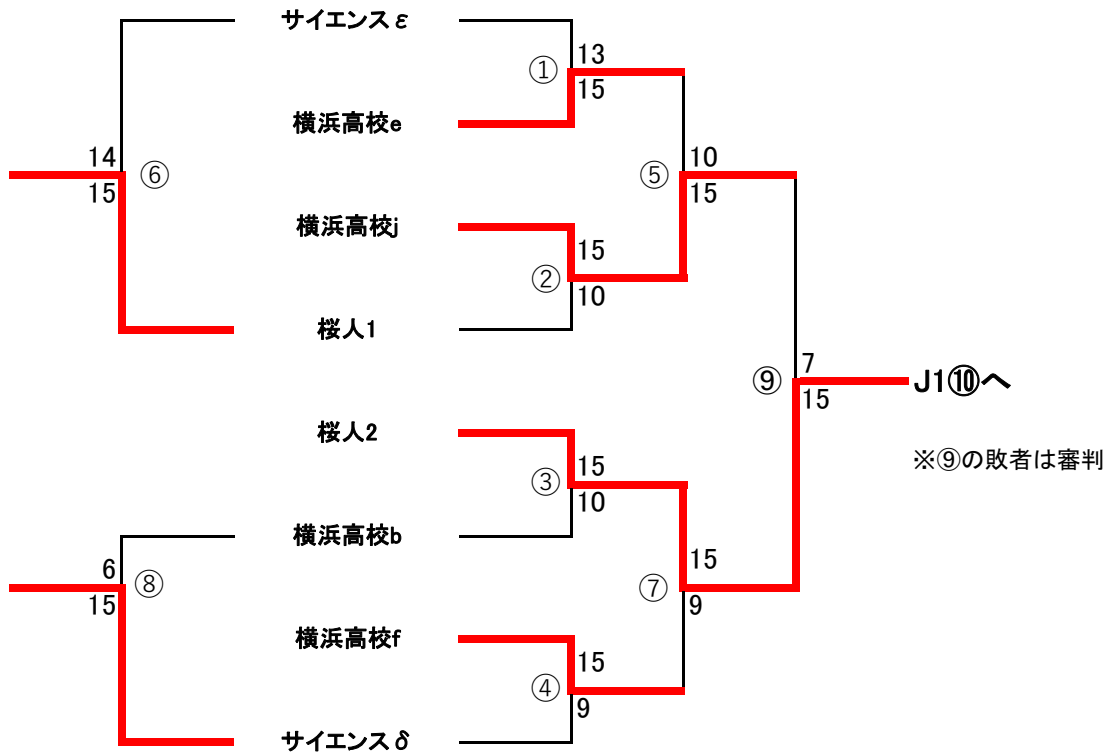 サイエンスε
13
①
15
横浜高校e
14
⑥
15
⑤
10
15
横浜高校j
15
②
10
桜人1
⑨
7
15
J1⑩へ
桜人2
※⑨の敗者は審判
15
③
10
横浜高校b
6
⑧
15
15
⑦
9
横浜高校f
15
④
9
サイエンスδ